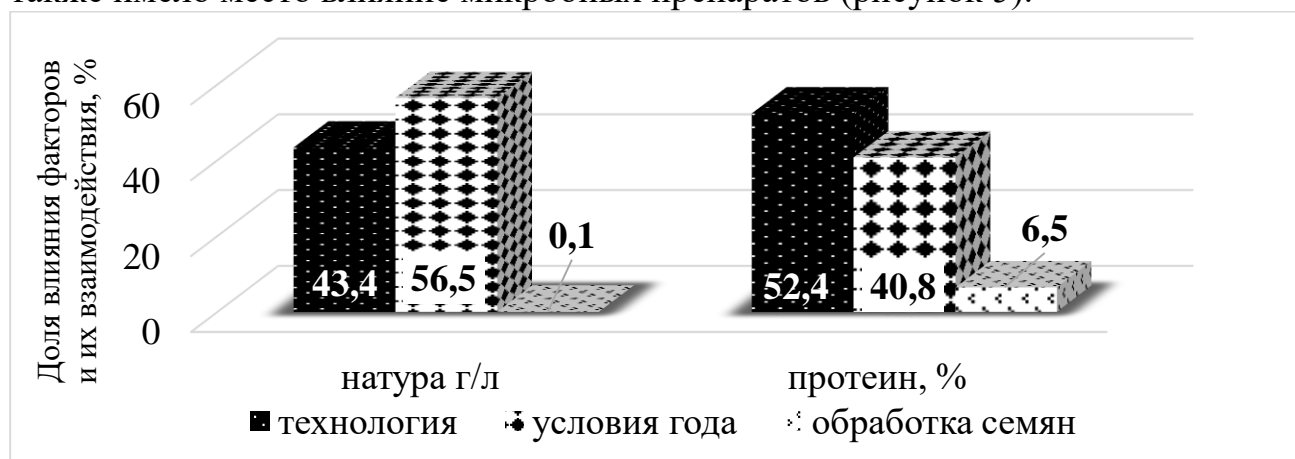 также имело место влияние микробных препаратов (рисунок 3).
Доля влияния факторов
и их взаимодействия, %
60
40
20
0
43,4
56,5
0,1
52,4
40,8
6,5
натура г/л
протеин, %
технология
условия года
обработка семян